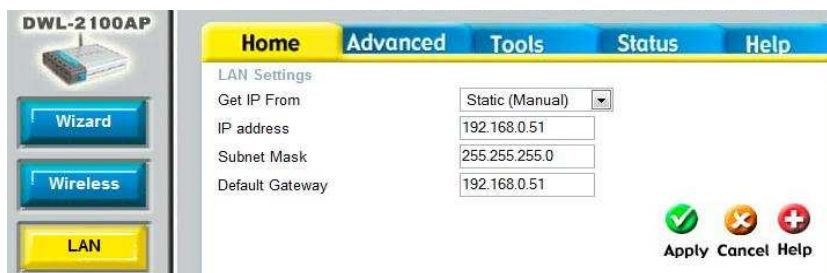 DWL-2100AP
Home Advanced Tools Status Help
Wizard
Wireless
LAN
LAN Settings
Get IP From Static (Manual)
IP address 192.168.0.51
Subnet Mask 255.255.255.0
Default Gateway 192.168.0.51
Apply Cancel Help